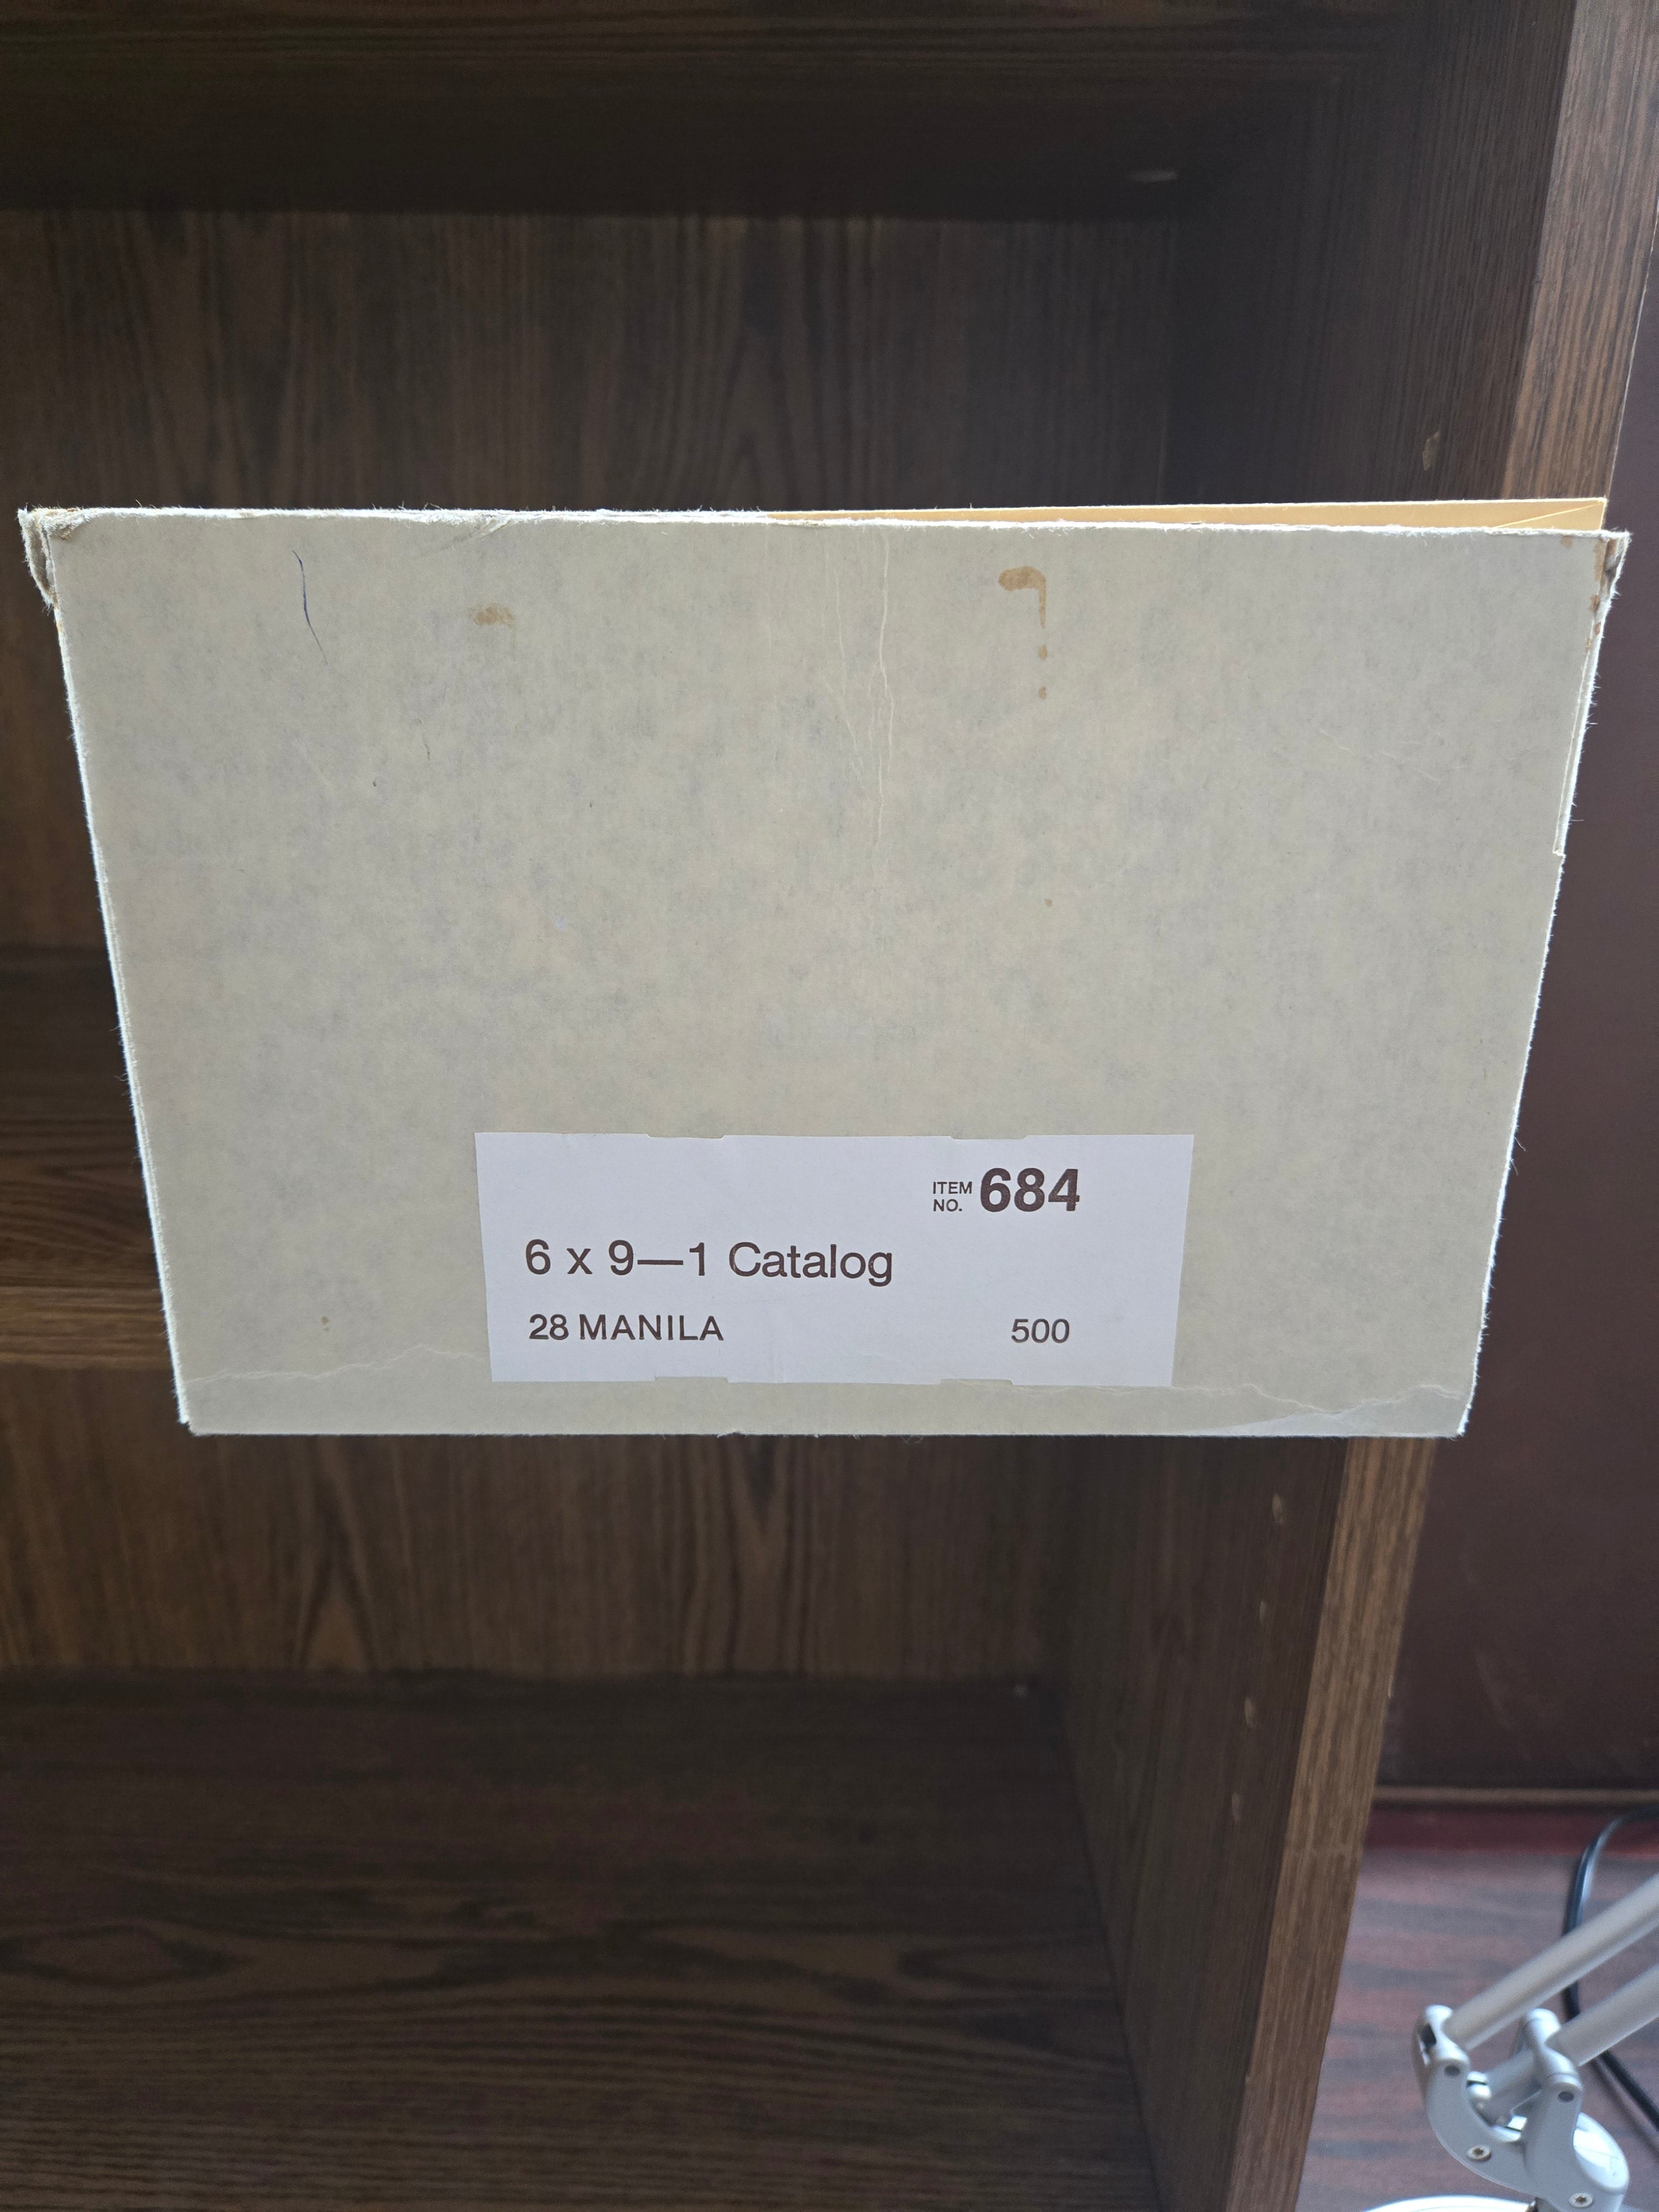 ITEM NO. 684
6 x 9—1 Catalog
28 MANILA 500